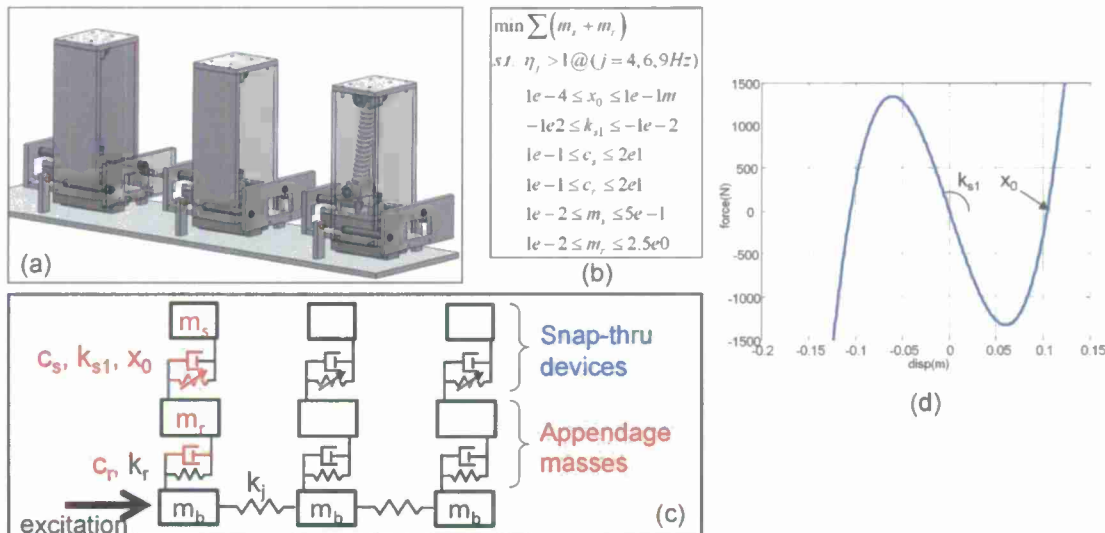 (a)
min ∑(m_s + m_r)
s.t. η_j > 1@(j = 4,6,9Hz)
1e−4 ≤ x_0 ≤ 1e−1m
−1e2 ≤ k_s1 ≤ −1e−2
1e−1 ≤ c_s ≤ 2e1
1e−1 ≤ c_r ≤ 2e1
1e−2 ≤ m_s ≤ 5e−1
1e−2 ≤ m_r ≤ 2.5e0
(b)
1500
1000
500
0
-500
-1000
-1500
force(N)
k_s1
x_0
-0.2
-0.15
-0.1
-0.05
0
0.05
0.1
0.15
disp(m)
(d)
m_s
c_s, k_s1, x_0
Snap-thru
devices
m_r
Appendage
masses
c_r, k_r
k_j
m_b
m_b
m_b
excitation
(c)